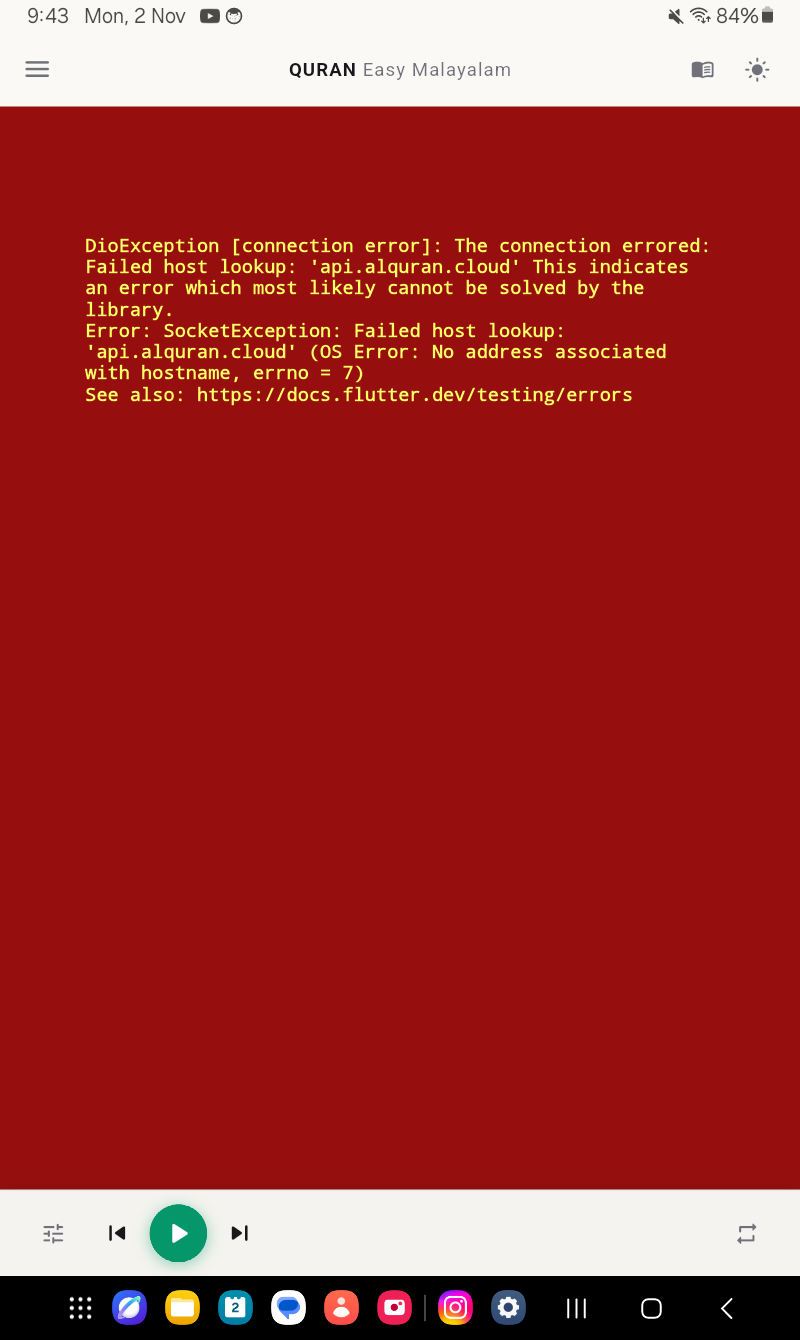 9:43 Mon, 2 Nov 84%
QURAN Easy Malayalam
DioException [connection error]: The connection errored:
Failed host lookup: 'api.alquran.cloud' This indicates
an error which most likely cannot be solved by the
library.
Error: SocketException: Failed host lookup:
'api.alquran.cloud' (OS Error: No address associated
with hostname, errno = 7)
See also: https://docs.flutter.dev/testing/errors
2